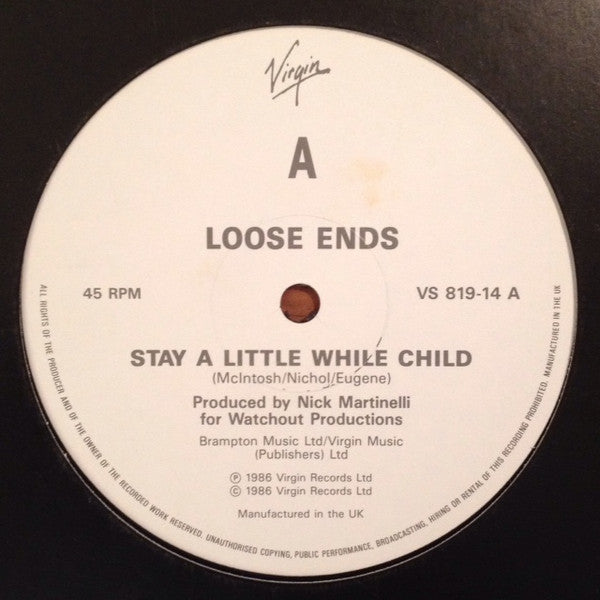 Virgin
A
LOOSE ENDS
45 RPM
VS 819-14 A
STAY A LITTLE WHILE CHILD
(McIntosh/Nichol/Eugene)
Produced by Nick Martinelli
for Watchout Productions
Brampton Music Ltd/Virgin Music
(Publishers) Ltd
Ⓟ 1986 Virgin Records Ltd
© 1986 Virgin Records Ltd
Manufactured in the UK
ALL RIGHTS OF THE PRODUCER AND OF THE OWNER OF THE RECORDED WORK RESERVED. UNAUTHORISED COPYING, PUBLIC PERFORMANCE, BROADCASTING, HIRING OR RENTAL OF THIS RECORDING PROHIBITED. MANUFACTURED IN THE UK